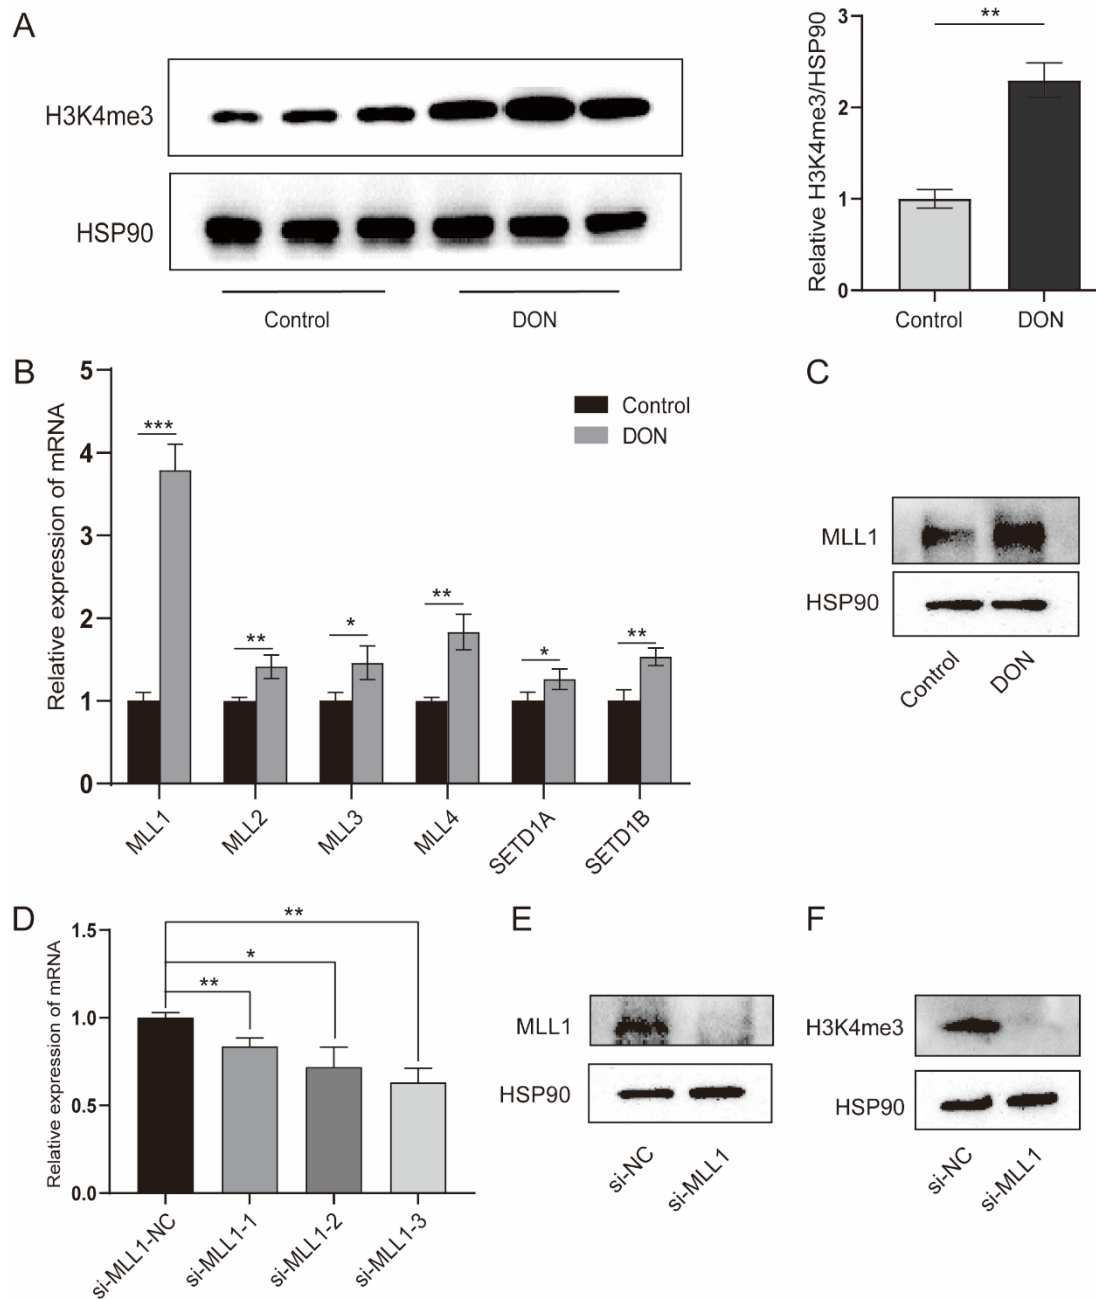 A
H3K4me3
HSP90
Control
DON
Relative H3K4me3/HSP90
3
2
1
0
**
Control
DON
B
Relative expression of mRNA
5
4
3
2
1
0
Control
DON
***
**
*
**
*
**
MLL1
MLL2
MLL3
MLL4
SETD1A
SETD1B
C
MLL1
HSP90
Control
DON
D
Relative expression of mRNA
1.5
1.0
0.5
0.0
**
*
**
si-MLL1-NC
si-MLL1-1
si-MLL1-2
si-MLL1-3
E
MLL1
HSP90
si-NC
si-MLL1
F
H3K4me3
HSP90
si-NC
si-MLL1